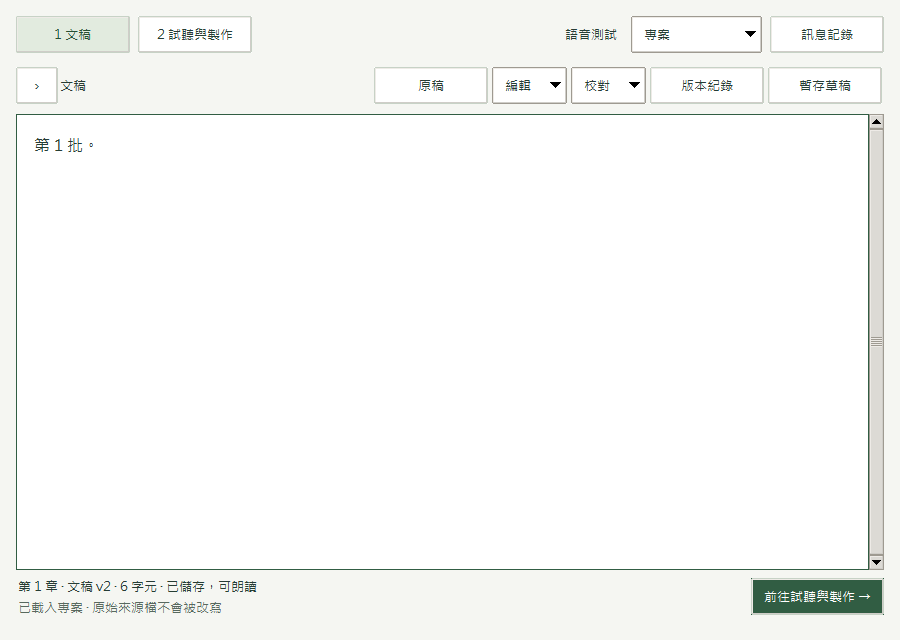 1 文稿 2 試聽與製作 語音測試 專案 訊息記錄
› 文稿 原稿 編輯 校對 版本紀錄 暫存草稿
第 1 批。
第 1 章 · 文稿 v2 · 6 字元 · 已儲存，可朗讀
已載入專案 · 原始來源檔不會被改寫
前往試聽與製作 →